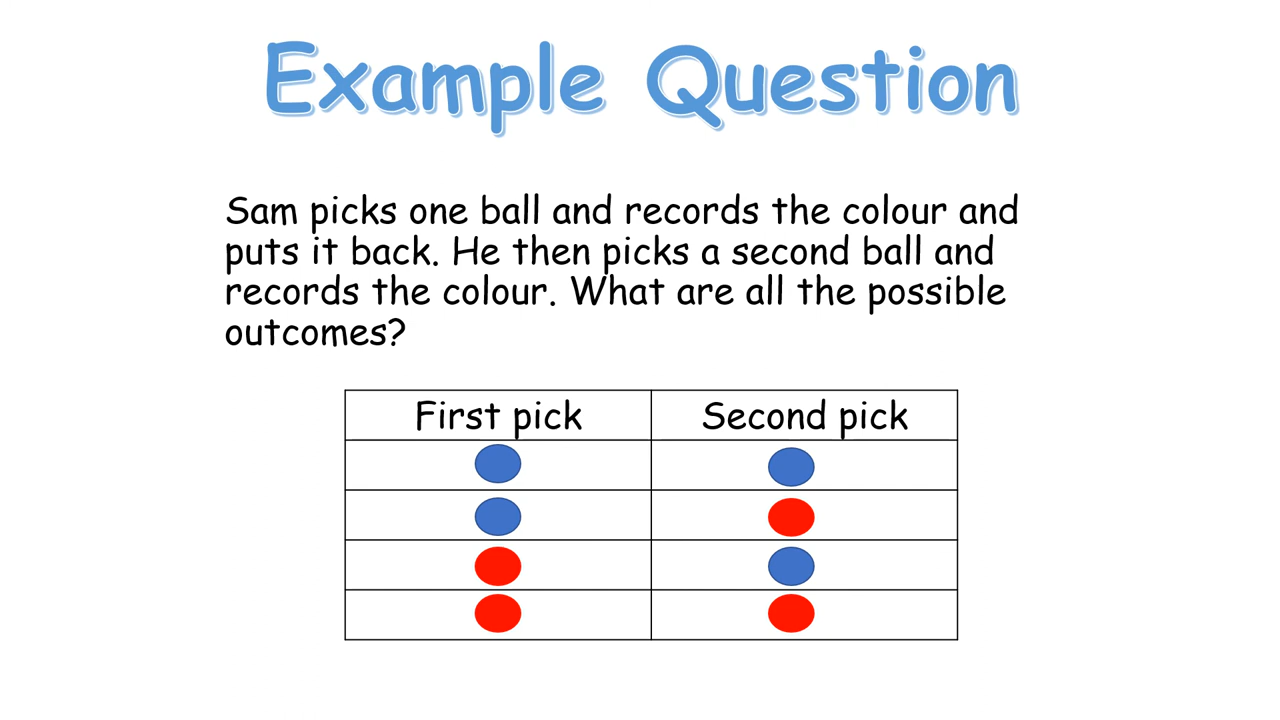 Example Question
Sam picks one ball and records the colour and
puts it back. He then picks a second ball and
records the colour. What are all the possible
outcomes?
First pick Second pick